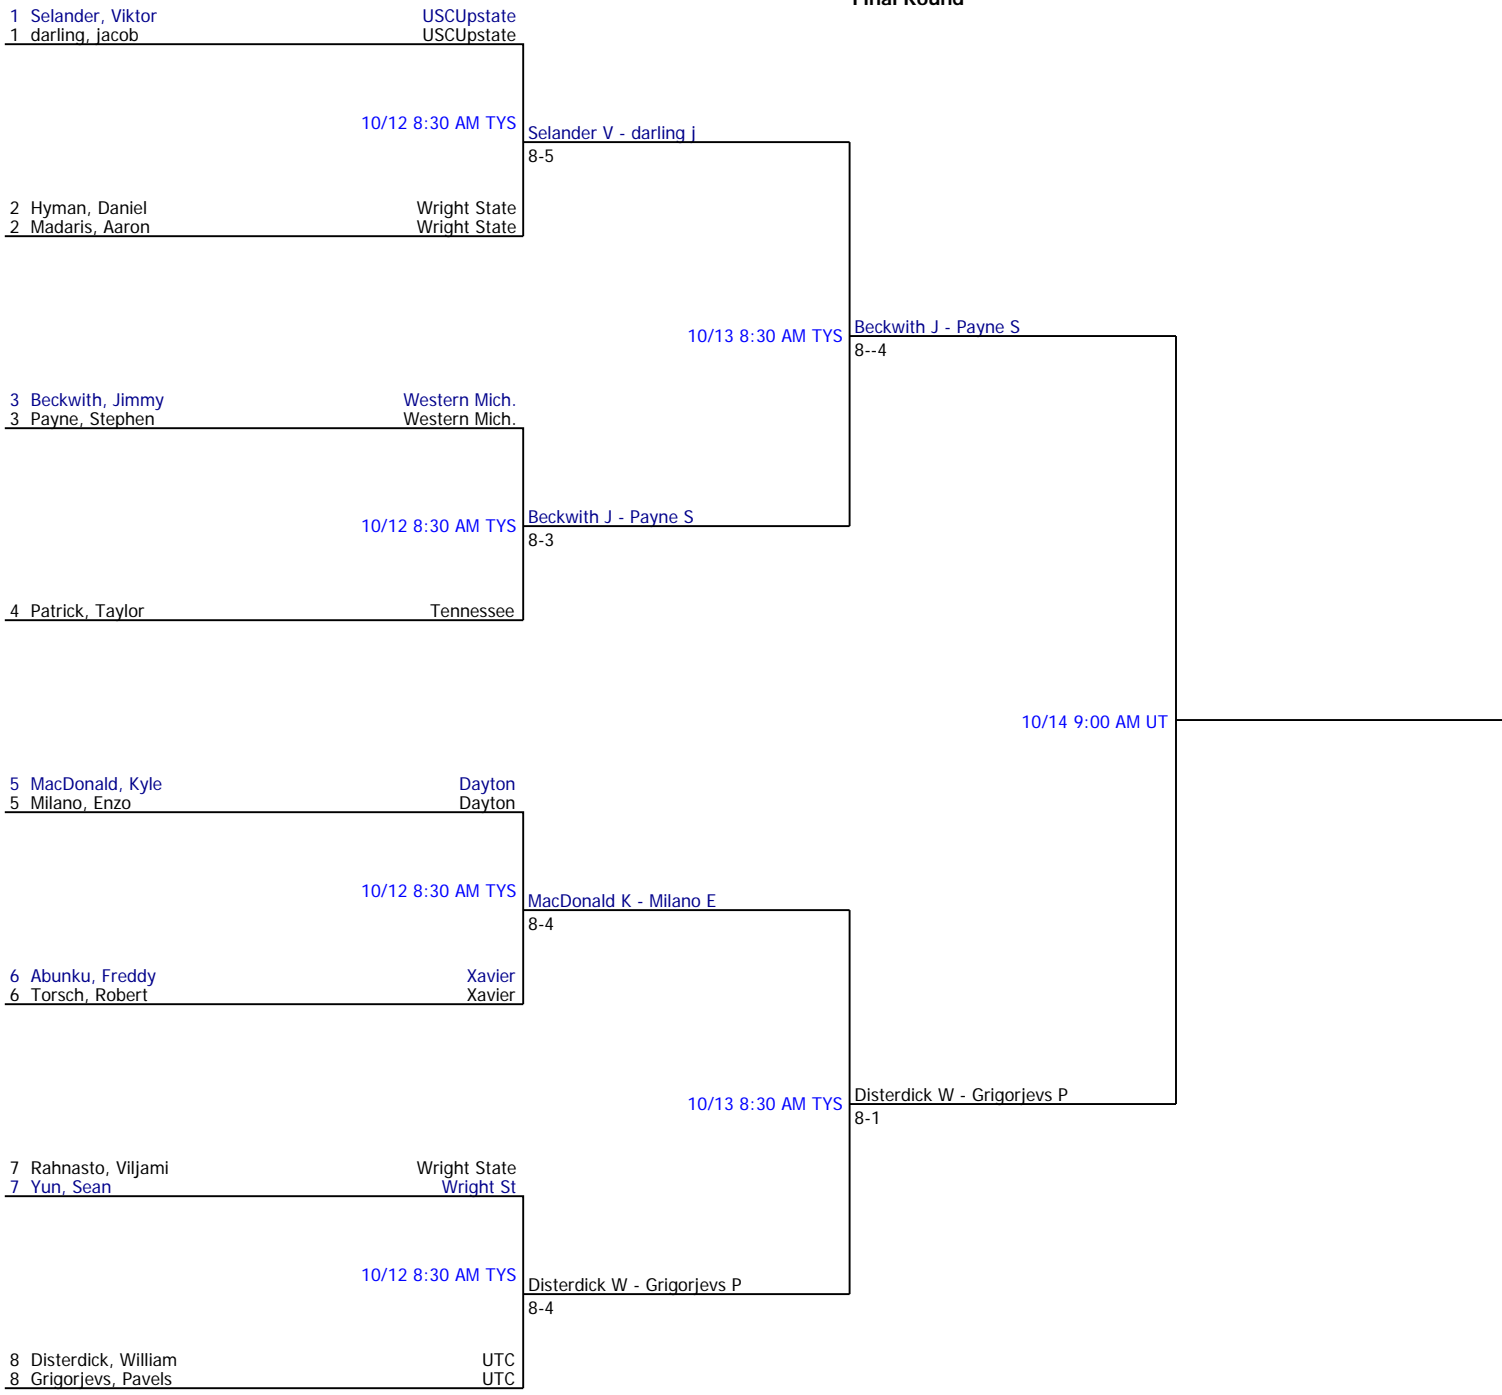 Final Round
1 Selander, Viktor USCUpstate
1 darling, jacob USCUpstate
10/12 8:30 AM TYS
Selander V - darling j
8-5
2 Hyman, Daniel Wright State
2 Madaris, Aaron Wright State
10/13 8:30 AM TYS
Beckwith J - Payne S
8--4
3 Beckwith, Jimmy Western Mich.
3 Payne, Stephen Western Mich.
10/12 8:30 AM TYS
Beckwith J - Payne S
8-3
4 Patrick, Taylor Tennessee
10/14 9:00 AM UT
5 MacDonald, Kyle Dayton
5 Milano, Enzo Dayton
10/12 8:30 AM TYS
MacDonald K - Milano E
8-4
6 Abunku, Freddy Xavier
6 Torsch, Robert Xavier
10/13 8:30 AM TYS
Disterdick W - Grigorjevs P
8-1
7 Rahnasto, Viljami Wright State
7 Yun, Sean Wright St
10/12 8:30 AM TYS
Disterdick W - Grigorjevs P
8-4
8 Disterdick, William UTC
8 Grigorjevs, Pavels UTC